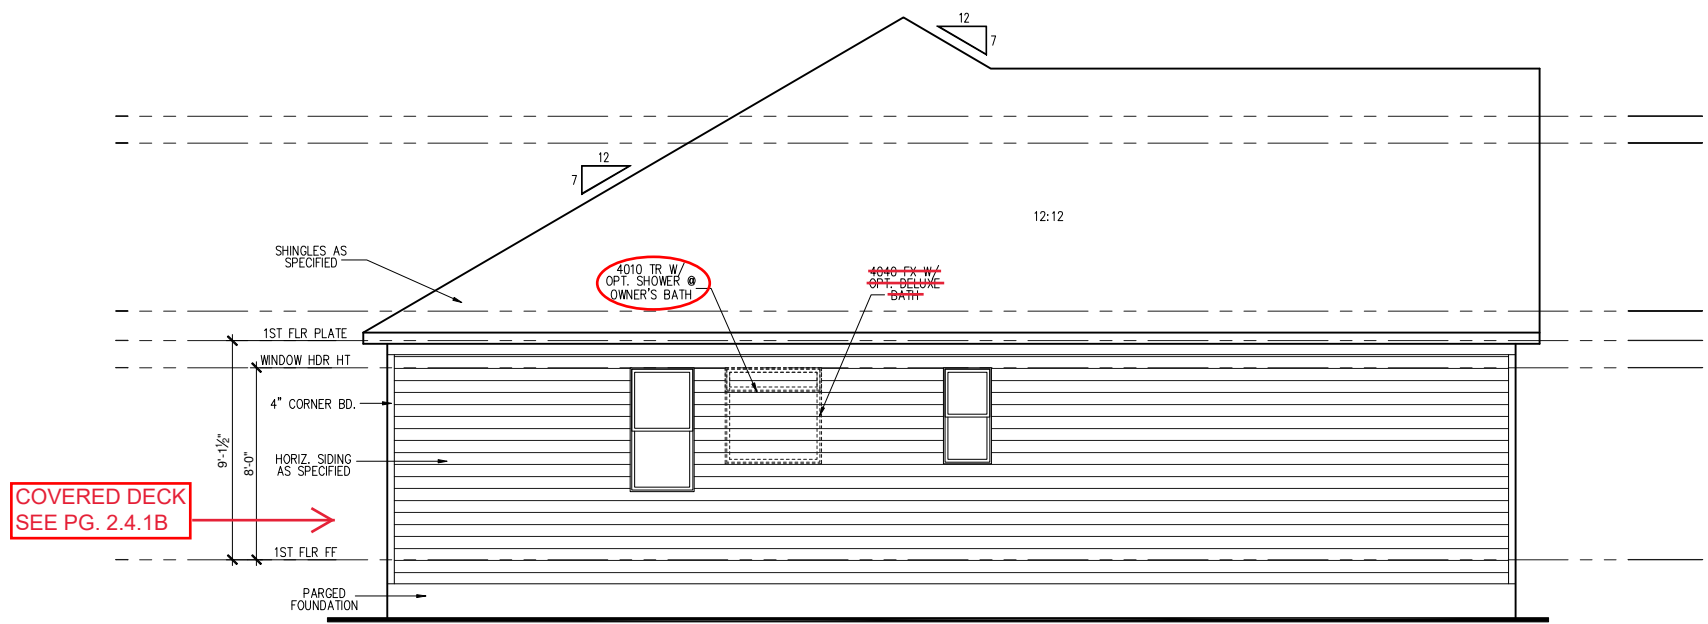 12
7
12
7
12:12
SHINGLES AS
SPECIFIED
4010 TR W/
OPT. SHOWER @
OWNER'S BATH
4040 FX W/
OPT. DELUXE
BATH
1ST FLR PLATE
WINDOW HDR HT
4" CORNER BD.
9'-1½"
8'-0"
HORIZ. SIDING
AS SPECIFIED
COVERED DECK
SEE PG. 2.4.1B
1ST FLR FF
PARGED
FOUNDATION